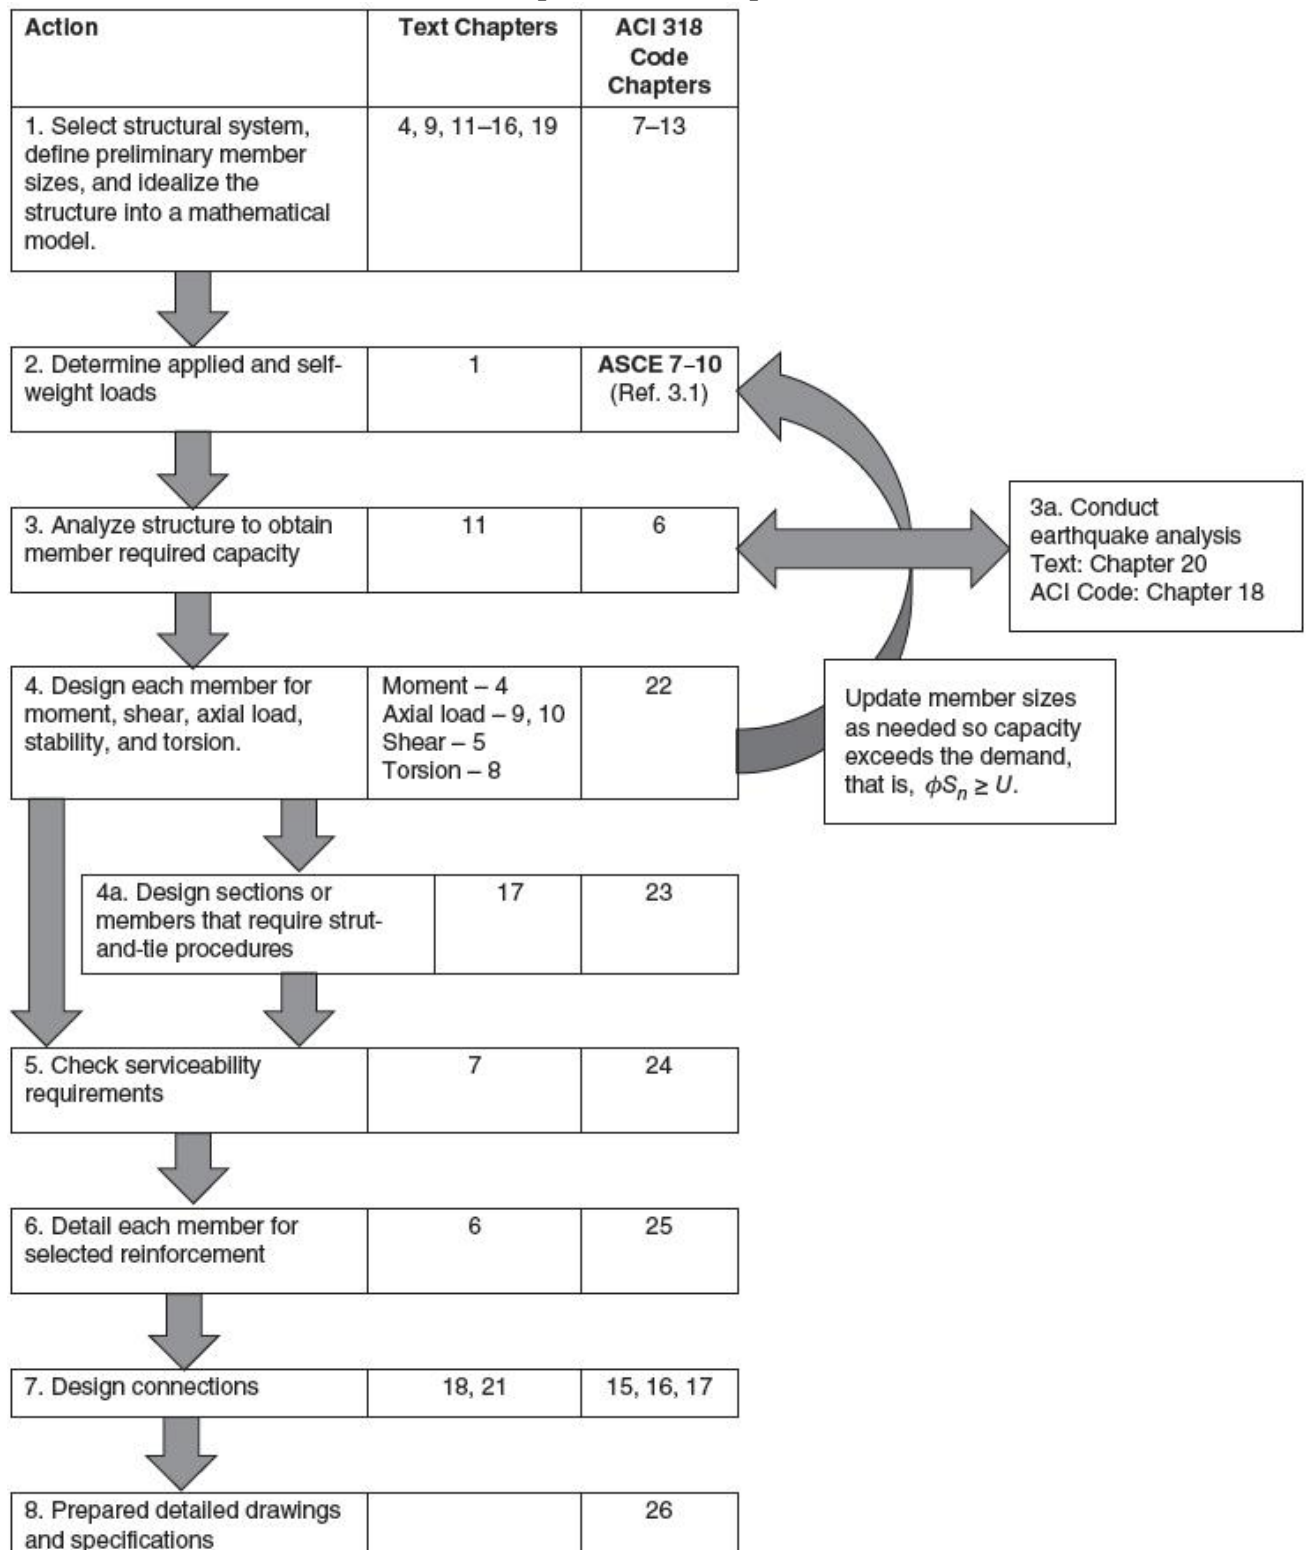 Action
Text Chapters
ACI 318
Code
Chapters
1. Select structural system,
define preliminary member
sizes, and idealize the
structure into a mathematical
model.
4, 9, 11–16, 19
7–13
2. Determine applied and self-
weight loads
1
ASCE 7–10
(Ref. 3.1)
3. Analyze structure to obtain
member required capacity
11
6
3a. Conduct
earthquake analysis
Text: Chapter 20
ACI Code: Chapter 18
4. Design each member for
moment, shear, axial load,
stability, and torsion.
Moment – 4
Axial load – 9, 10
Shear – 5
Torsion – 8
22
Update member sizes
as needed so capacity
exceeds the demand,
that is, ϕSn ≥ U.
4a. Design sections or
members that require strut-
and-tie procedures
17
23
5. Check serviceability
requirements
7
24
6. Detail each member for
selected reinforcement
6
25
7. Design connections
18, 21
15, 16, 17
8. Prepared detailed drawings
and specifications
26